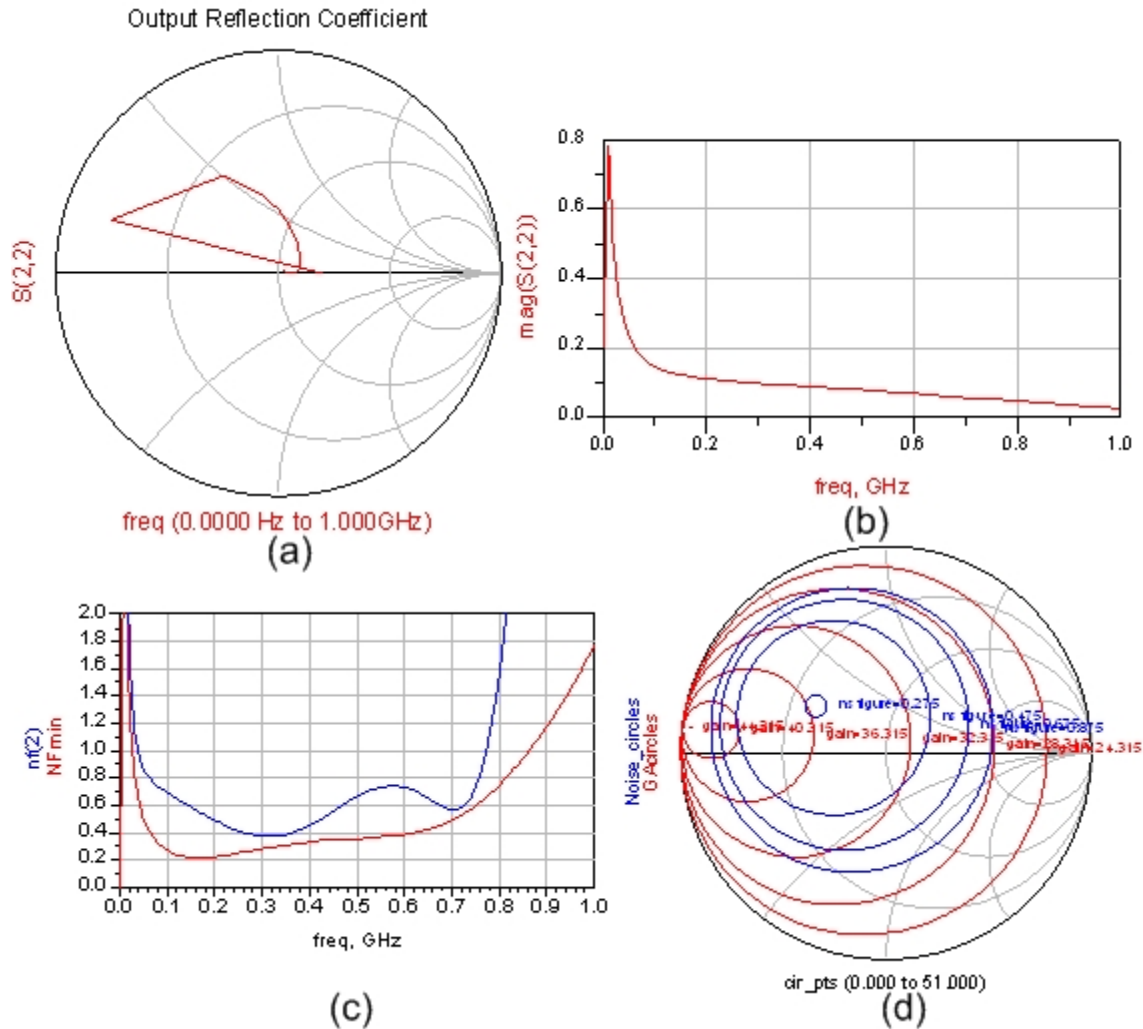 Output Reflection Coefficient
S(2,2)
freq (0.0000 Hz to 1.000GHz)
(a)
mag(S(2,2))
0.8
0.6
0.4
0.2
0.0
0.0 0.2 0.4 0.6 0.8 1.0
freq, GHz
(b)
nf(2)
NFmin
2.0
1.8
1.6
1.4
1.2
1.0
0.8
0.6
0.4
0.2
0.0
0.0 0.1 0.2 0.3 0.4 0.5 0.6 0.7 0.8 0.9 1.0
freq, GHz
(c)
Noise_circles
GAcircles
ns figure=0.275
gain=36.315
gain=32.315
cir_pts (0.000 to 51.000)
(d)